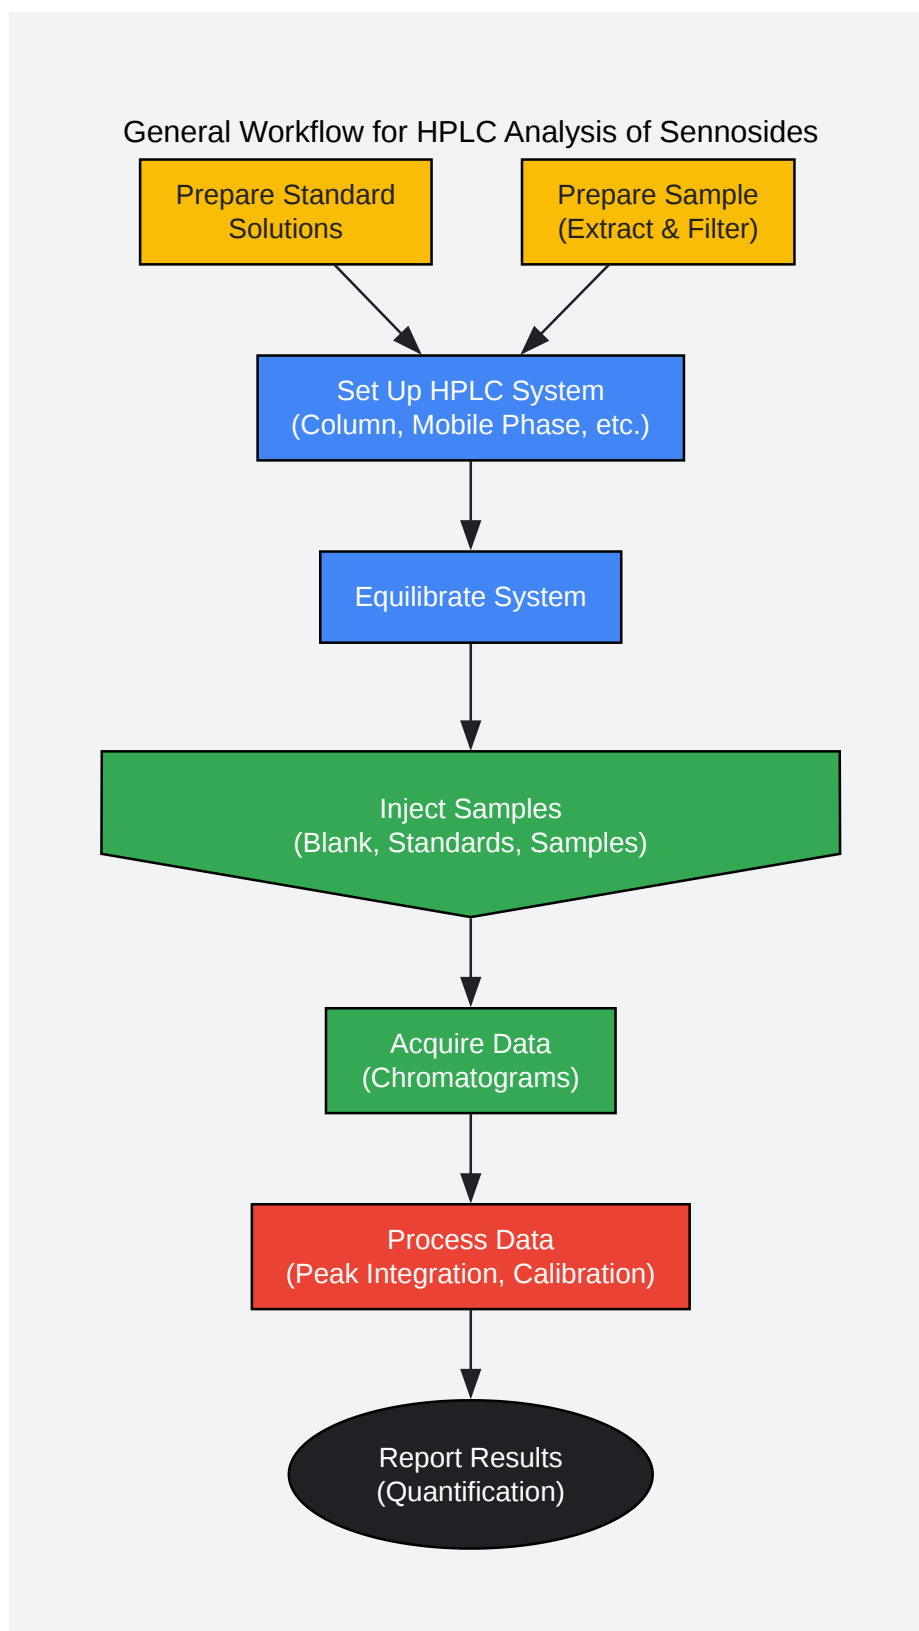 General Workflow for HPLC Analysis of Sennosides
Prepare Standard
Solutions
Prepare Sample
(Extract & Filter)
Set Up HPLC System
(Column, Mobile Phase, etc.)
Equilibrate System
Inject Samples
(Blank, Standards, Samples)
Acquire Data
(Chromatograms)
Process Data
(Peak Integration, Calibration)
Report Results
(Quantification)